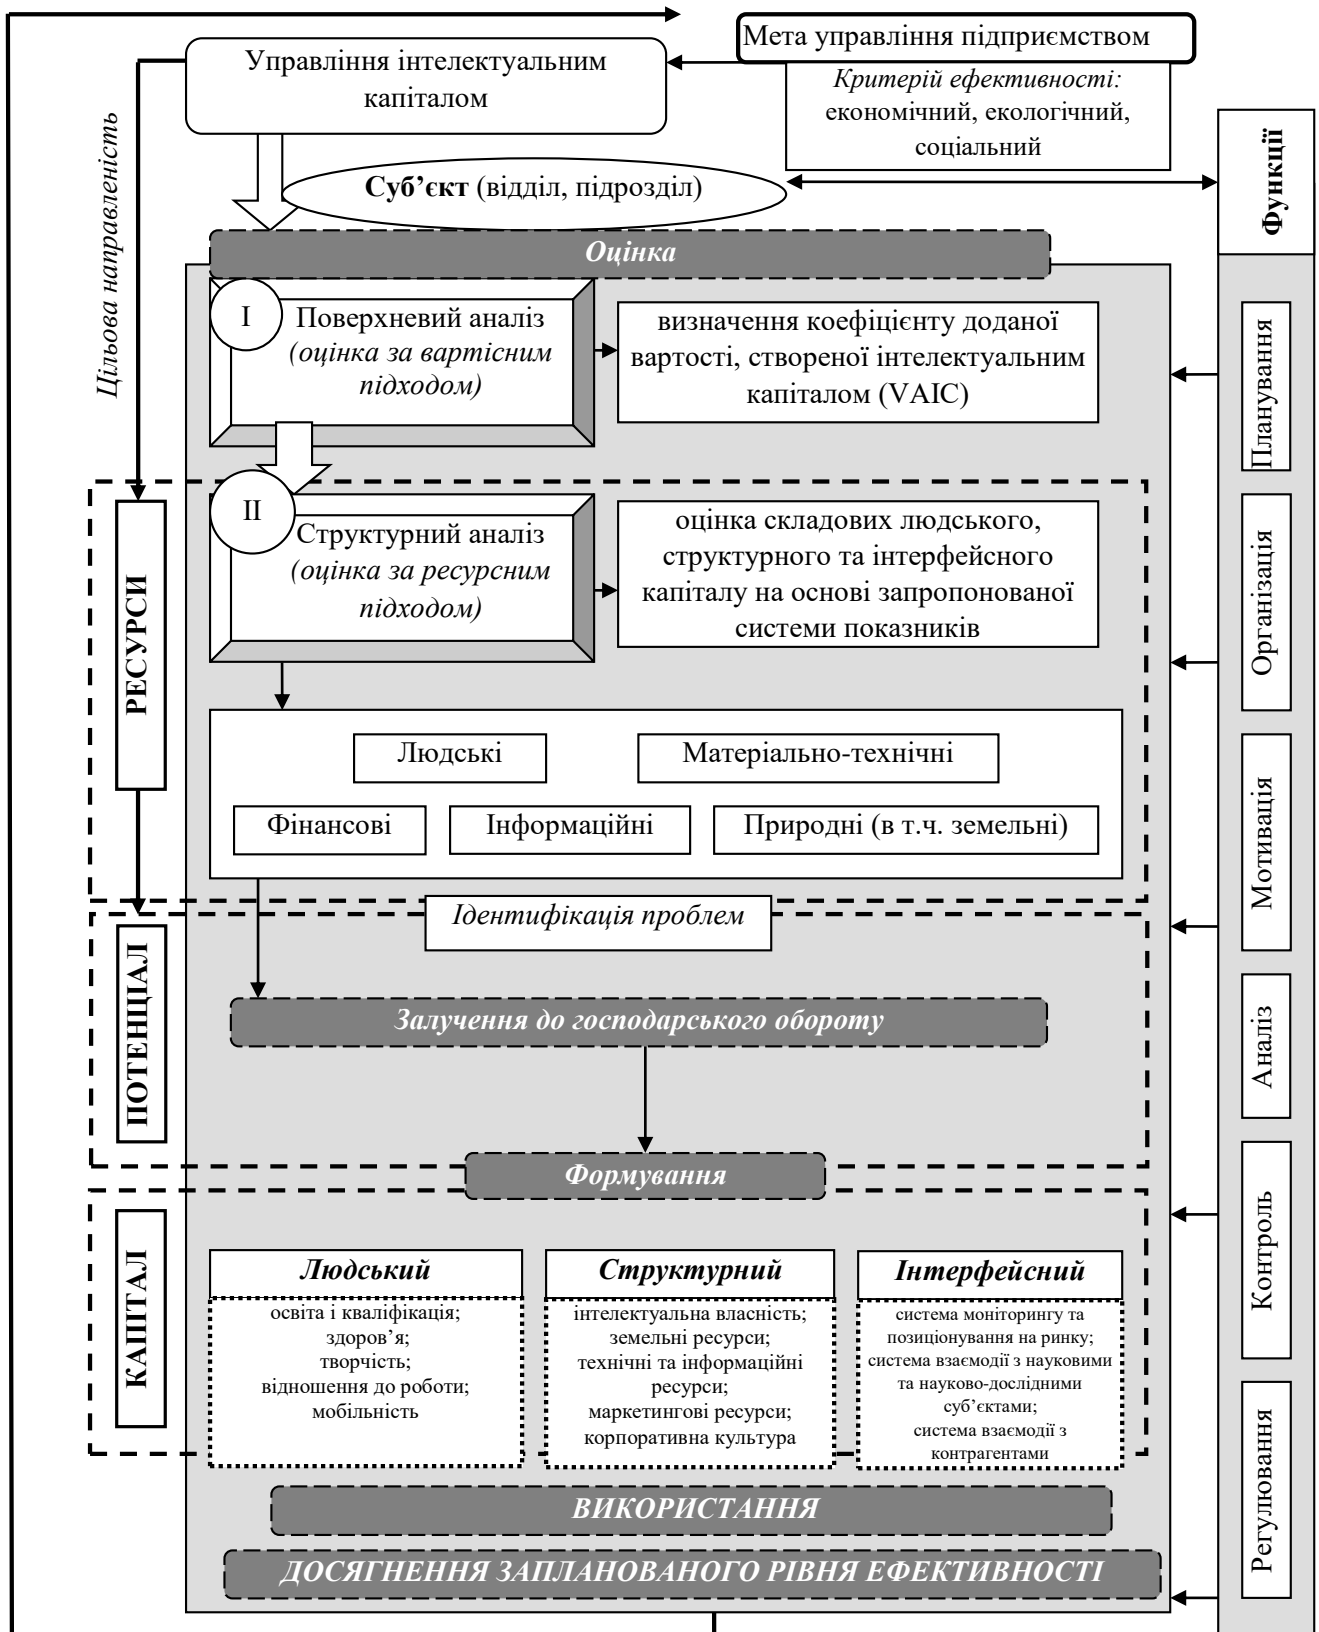 Мета управління підприємством
Управління інтелектуальним
капіталом
Критерій ефективності:
економічний, екологічний,
соціальний
Цільова направленість
Суб’єкт (відділ, підрозділ)
Функції
Оцінка
I
Поверхневий аналіз
(оцінка за вартісним
підходом)
визначення коефіцієнту доданої
вартості, створеної інтелектуальним
капіталом (VAIC)
Планування
II
Структурний аналіз
(оцінка за ресурсним
підходом)
оцінка складових людського,
структурного та інтерфейсного
капіталу на основі запропонованої
системи показників
Організація
РЕСУРСИ
Людські
Матеріально-технічні
Фінансові
Інформаційні
Природні (в т.ч. земельні)
Мотивація
Ідентифікація проблем
ПОТЕНЦІАЛ
Залучення до господарського обороту
Аналіз
Формування
КАПІТАЛ
Людський
освіта і кваліфікація;
здоров’я;
творчість;
відношення до роботи;
мобільність
Структурний
інтелектуальна власність;
земельні ресурси;
технічні та інформаційні
ресурси;
маркетингові ресурси;
корпоративна культура
Інтерфейсний
система моніторингу та
позиціонування на ринку;
система взаємодії з науковими
та науково-дослідними
суб’єктами;
система взаємодії з
контрагентами
Контроль
Регулювання
ВИКОРИСТАННЯ
ДОСЯГНЕННЯ ЗАПЛАНОВАНОГО РІВНЯ ЕФЕКТИВНОСТІ